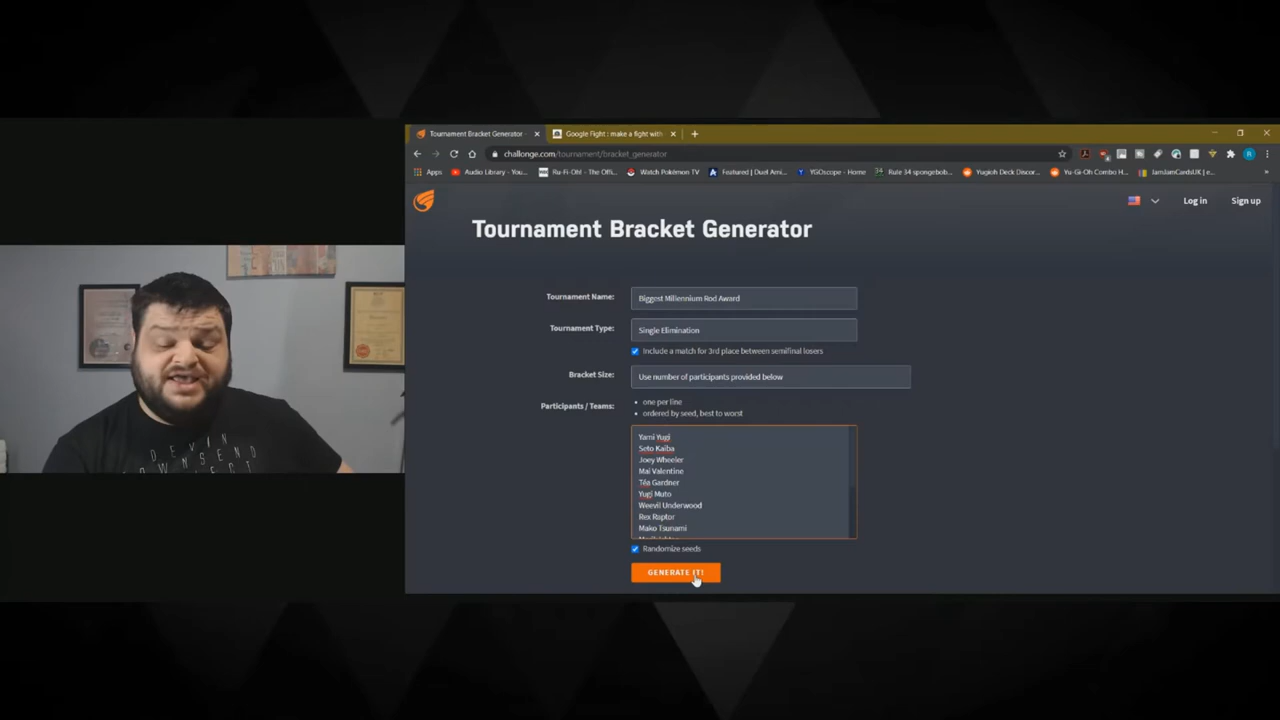 Tournament Bracket Generator
Google Fight : make a fight with
challonge.com/tournament/bracket_generator
Apps
Audio Library - You...
Ru-Fi-Oh! - The Offi...
Watch Pokémon TV
Featured | Duel Ami...
YGOscope - Home
Rule 34 spongebob...
Yugioh Deck Discor...
Yu-Gi-Oh Combo H...
JamJamCardsUK | e...
Log in
Sign up
Tournament Bracket Generator
Tournament Name:
Biggest Millennium Rod Award
Tournament Type:
Single Elimination
Include a match for 3rd place between semifinal losers
Bracket Size:
Use number of participants provided below
Participants / Teams:
one per line
ordered by seed, best to worst
Yami Yugi
Seto Kaiba
Joey Wheeler
Mai Valentine
Téa Gardner
Yugi Muto
Weevil Underwood
Rex Raptor
Mako Tsunami
Randomize seeds
GENERATE IT!
DEVIN
TOWNSEND